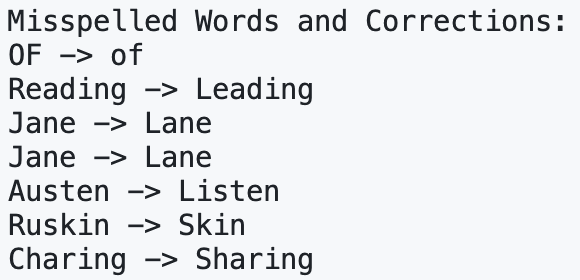 Misspelled Words and Corrections:
OF —> of
Reading —> Leading
Jane —> Lane
Jane —> Lane
Austen —> Listen
Ruskin —> Skin
Charing —> Sharing